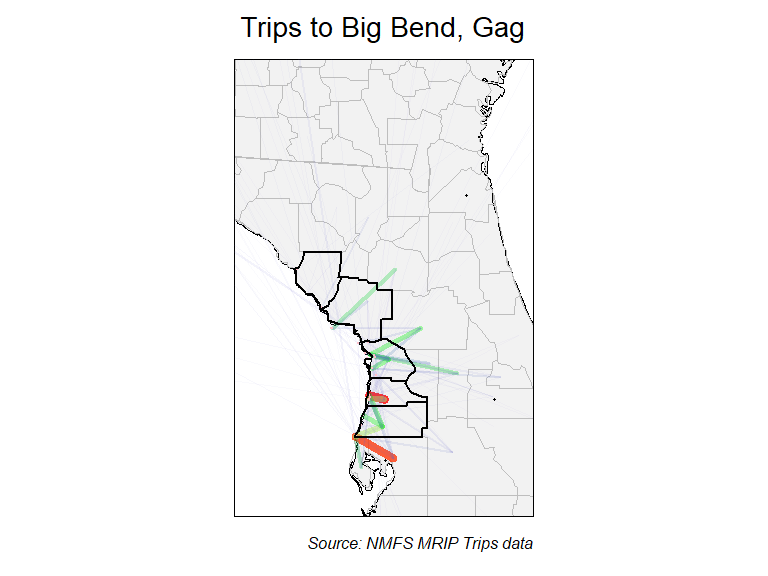 Trips to Big Bend, Gag
Source: NMFS MRIP Trips data